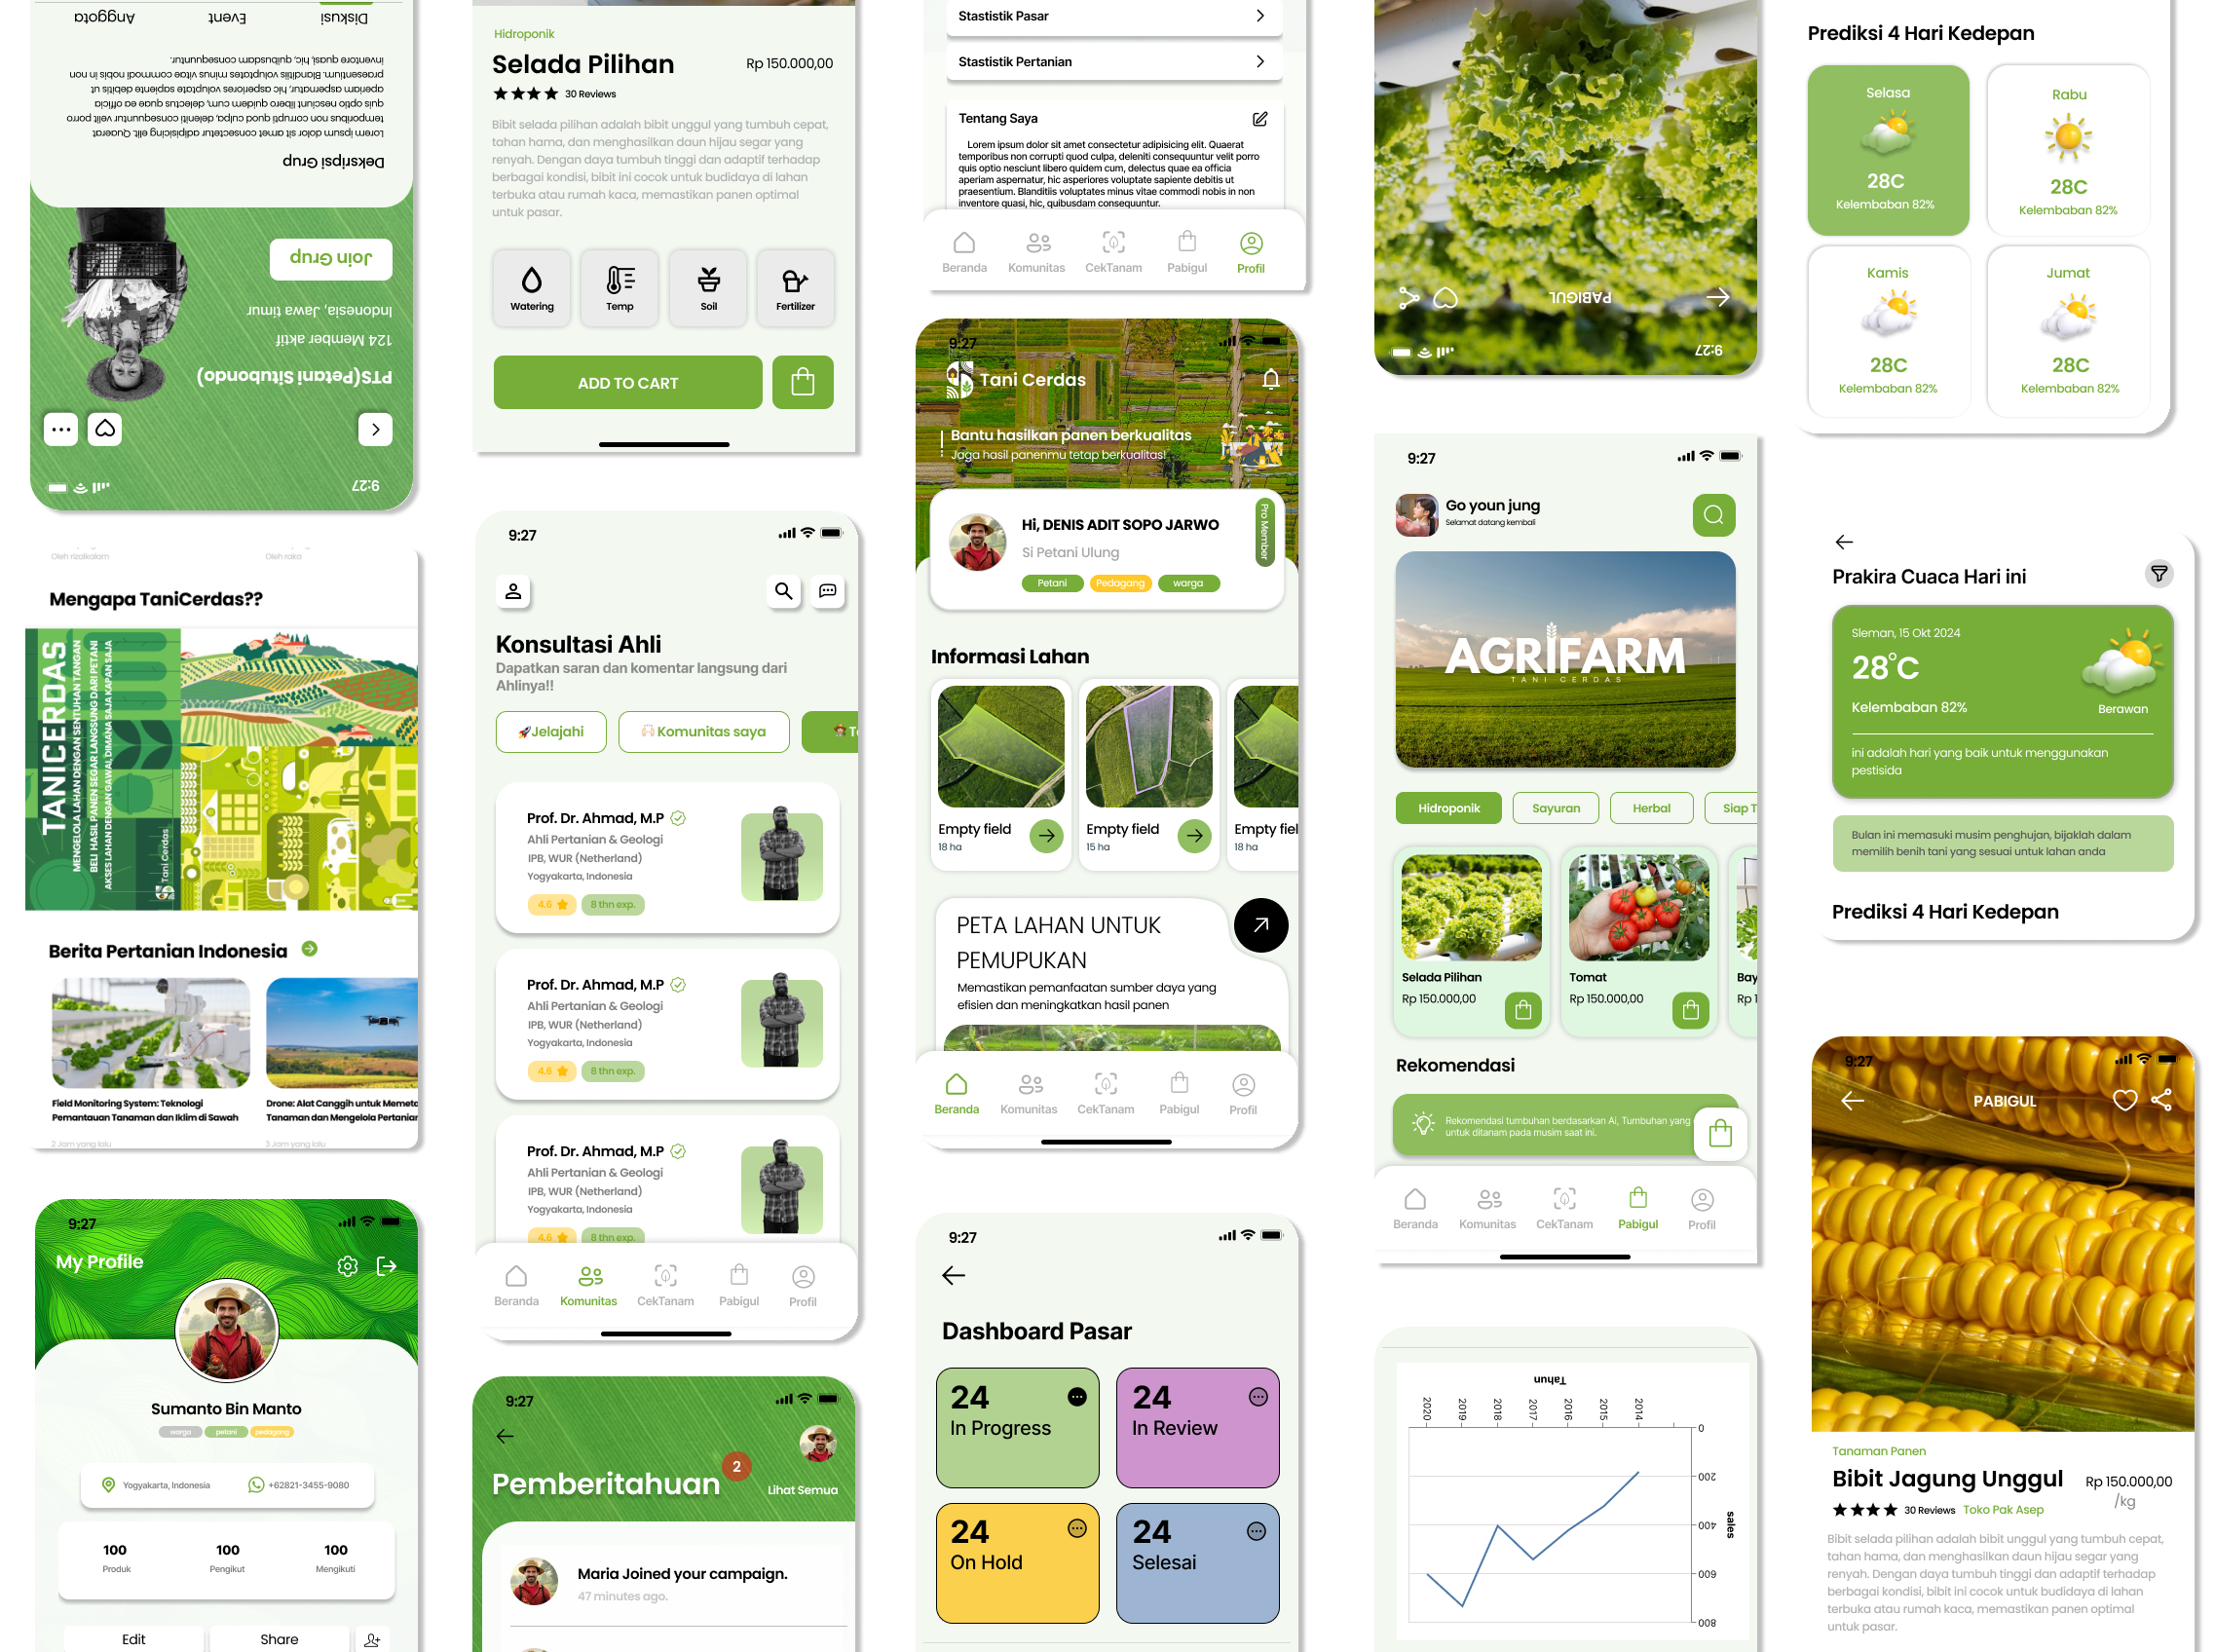 9:27
PTS(Petani Situbondo)
124 Member aktif
Indonesia, Jawa timur
Join Grup
Deksripsi Grup
Lorem ipsum dolor sit amet consectetur adipisicing elit. Quaerat
temporibus non corrupti quod culpa, deleniti consequuntur velit porro
quis optio nesciunt libero quidem cum, delectus quae ea officia
aperiam aspernatur, hic asperiores voluptate sapiente debitis ut
praesentium. Blanditiis voluptates minus vitae commodi nobis in non
inventore quasi, hic, quibusdam consequuntur.
Diskusi
Event
Anggota
Oleh rizalkalam
Oleh raka
Mengapa TaniCerdas??
TANICERDAS
MENGELOLA LAHAN DENGAN SENTUHAN TANGAN
BELI HASIL PANEN SEGAR LANGSUNG DARI PETANI
AKSES LAHAN DENGAN GAWAI, DIMANA SAJA KAPAN SAJA
Tani Cerdas
Berita Pertanian Indonesia
Field Monitoring System: Teknologi
Pemantauan Tanaman dan Iklim di Sawah
2 Jam yang lalu
Drone: Alat Canggih untuk Memeta
Tanaman dan Mengelola Pertaniar
3 Jam yang lalu
9:27
My Profile
Sumanto Bin Manto
warga
petani
pedagang
Yogyakarta, Indonesia
+62821-3455-9080
100
Produk
100
Pengikut
100
Mengikuti
Edit
Share
Hidroponik
Selada Pilihan
Rp 150.000,00
30 Reviews
Bibit selada pilihan adalah bibit unggul yang tumbuh cepat,
tahan hama, dan menghasilkan daun hijau segar yang
renyah. Dengan daya tumbuh tinggi dan adaptif terhadap
berbagai kondisi, bibit ini cocok untuk budidaya di lahan
terbuka atau rumah kaca, memastikan panen optimal
untuk pasar.
Watering
Temp
Soil
Fertilizer
ADD TO CART
9:27
Konsultasi Ahli
Dapatkan saran dan komentar langsung dari
Ahlinya!!
Jelajahi
Komunitas saya
Prof. Dr. Ahmad, M.P
Ahli Pertanian & Geologi
IPB, WUR (Netherland)
Yogyakarta, Indonesia
4.6
8 thn exp.
Prof. Dr. Ahmad, M.P
Ahli Pertanian & Geologi
IPB, WUR (Netherland)
Yogyakarta, Indonesia
4.6
8 thn exp.
Prof. Dr. Ahmad, M.P
Ahli Pertanian & Geologi
IPB, WUR (Netherland)
Yogyakarta, Indonesia
4.6
8 thn exp.
Beranda
Komunitas
CekTanam
Pabigul
Profil
9:27
Pemberitahuan
2
Lihat Semua
Maria Joined your campaign.
47 minutes ago.
Stastistik Pasar
Stastistik Pertanian
Tentang Saya
Lorem ipsum dolor sit amet consectetur adipisicing elit. Quaerat
temporibus non corrupti quod culpa, deleniti consequuntur velit porro
quis optio nesciunt libero quidem cum, delectus quae ea officia
aperiam aspernatur, hic asperiores voluptate sapiente debitis ut
praesentium. Blanditiis voluptates minus vitae commodi nobis in non
inventore quasi, hic, quibusdam consequuntur.
Beranda
Komunitas
CekTanam
Pabigul
Profil
9:27
Tani Cerdas
Bantu hasilkan panen berkualitas
Jaga hasil panenmu tetap berkualitas!
Hi, DENIS ADIT SOPO JARWO
Si Petani Ulung
Petani
Pedagang
warga
Pro Member
Informasi Lahan
Empty field
18 ha
Empty field
15 ha
Empty fiel
18 ha
PETA LAHAN UNTUK
PEMUPUKAN
Memastikan pemanfaatan sumber daya yang
efisien dan meningkatkan hasil panen
Beranda
Komunitas
CekTanam
Pabigul
Profil
9:27
Dashboard Pasar
24
In Progress
24
In Review
24
On Hold
24
Selesai
9:27
PABIGUL
9:27
Go youn jung
Selamat datang kembali
AGRIFARM
TANI CERDAS
Hidroponik
Sayuran
Herbal
Siap T
Selada Pilihan
Rp 150.000,00
Tomat
Rp 150.000,00
Bay
Rp 1
Rekomendasi
Rekomendasi tumbuhan berdasarkan Ai, Tumbuhan yang
untuk ditanam pada musim saat ini.
Beranda
Komunitas
CekTanam
Pabigul
Profil
Tahun
2020
2019
2018
2017
2016
2015
2014
0
200
400
600
800
sales
Prediksi 4 Hari Kedepan
Selasa
28C
Kelembaban 82%
Rabu
28C
Kelembaban 82%
Kamis
28C
Kelembaban 82%
Jumat
28C
Kelembaban 82%
Prakira Cuaca Hari ini
Sleman, 15 Okt 2024
28°C
Kelembaban 82%
Berawan
ini adalah hari yang baik untuk menggunakan
pestisida
Bulan ini memasuki musim penghujan, bijaklah dalam
memilih benih tani yang sesuai untuk lahan anda
Prediksi 4 Hari Kedepan
9:27
PABIGUL
Tanaman Panen
Bibit Jagung Unggul
Rp 150.000,00
/kg
30 Reviews
Toko Pak Asep
Bibit selada pilihan adalah bibit unggul yang tumbuh cepat,
tahan hama, dan menghasilkan daun hijau segar yang
renyah. Dengan daya tumbuh tinggi dan adaptif terhadap
berbagai kondisi, bibit ini cocok untuk budidaya di lahan
terbuka atau rumah kaca, memastikan panen optimal
untuk pasar.